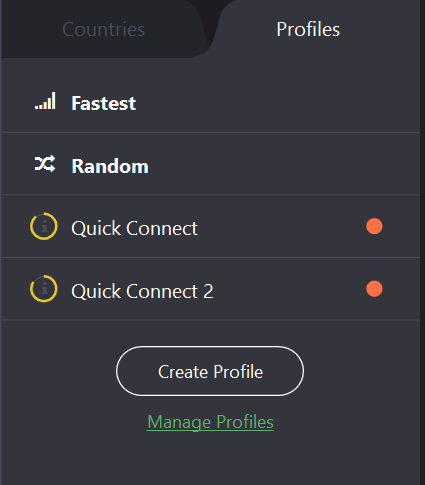 Countries
Profiles
Fastest
Random
Quick Connect
Quick Connect 2
Create Profile
Manage Profiles